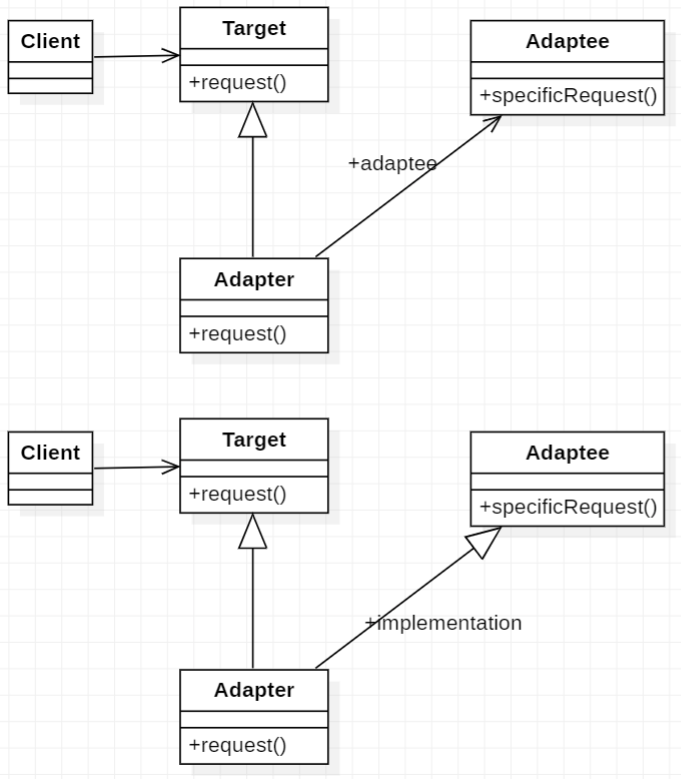 Client
Target
+request()
Adaptee
+specificRequest()
+adaptee
Adapter
+request()
Client
Target
+request()
Adaptee
+specificRequest()
+implementation
Adapter
+request()